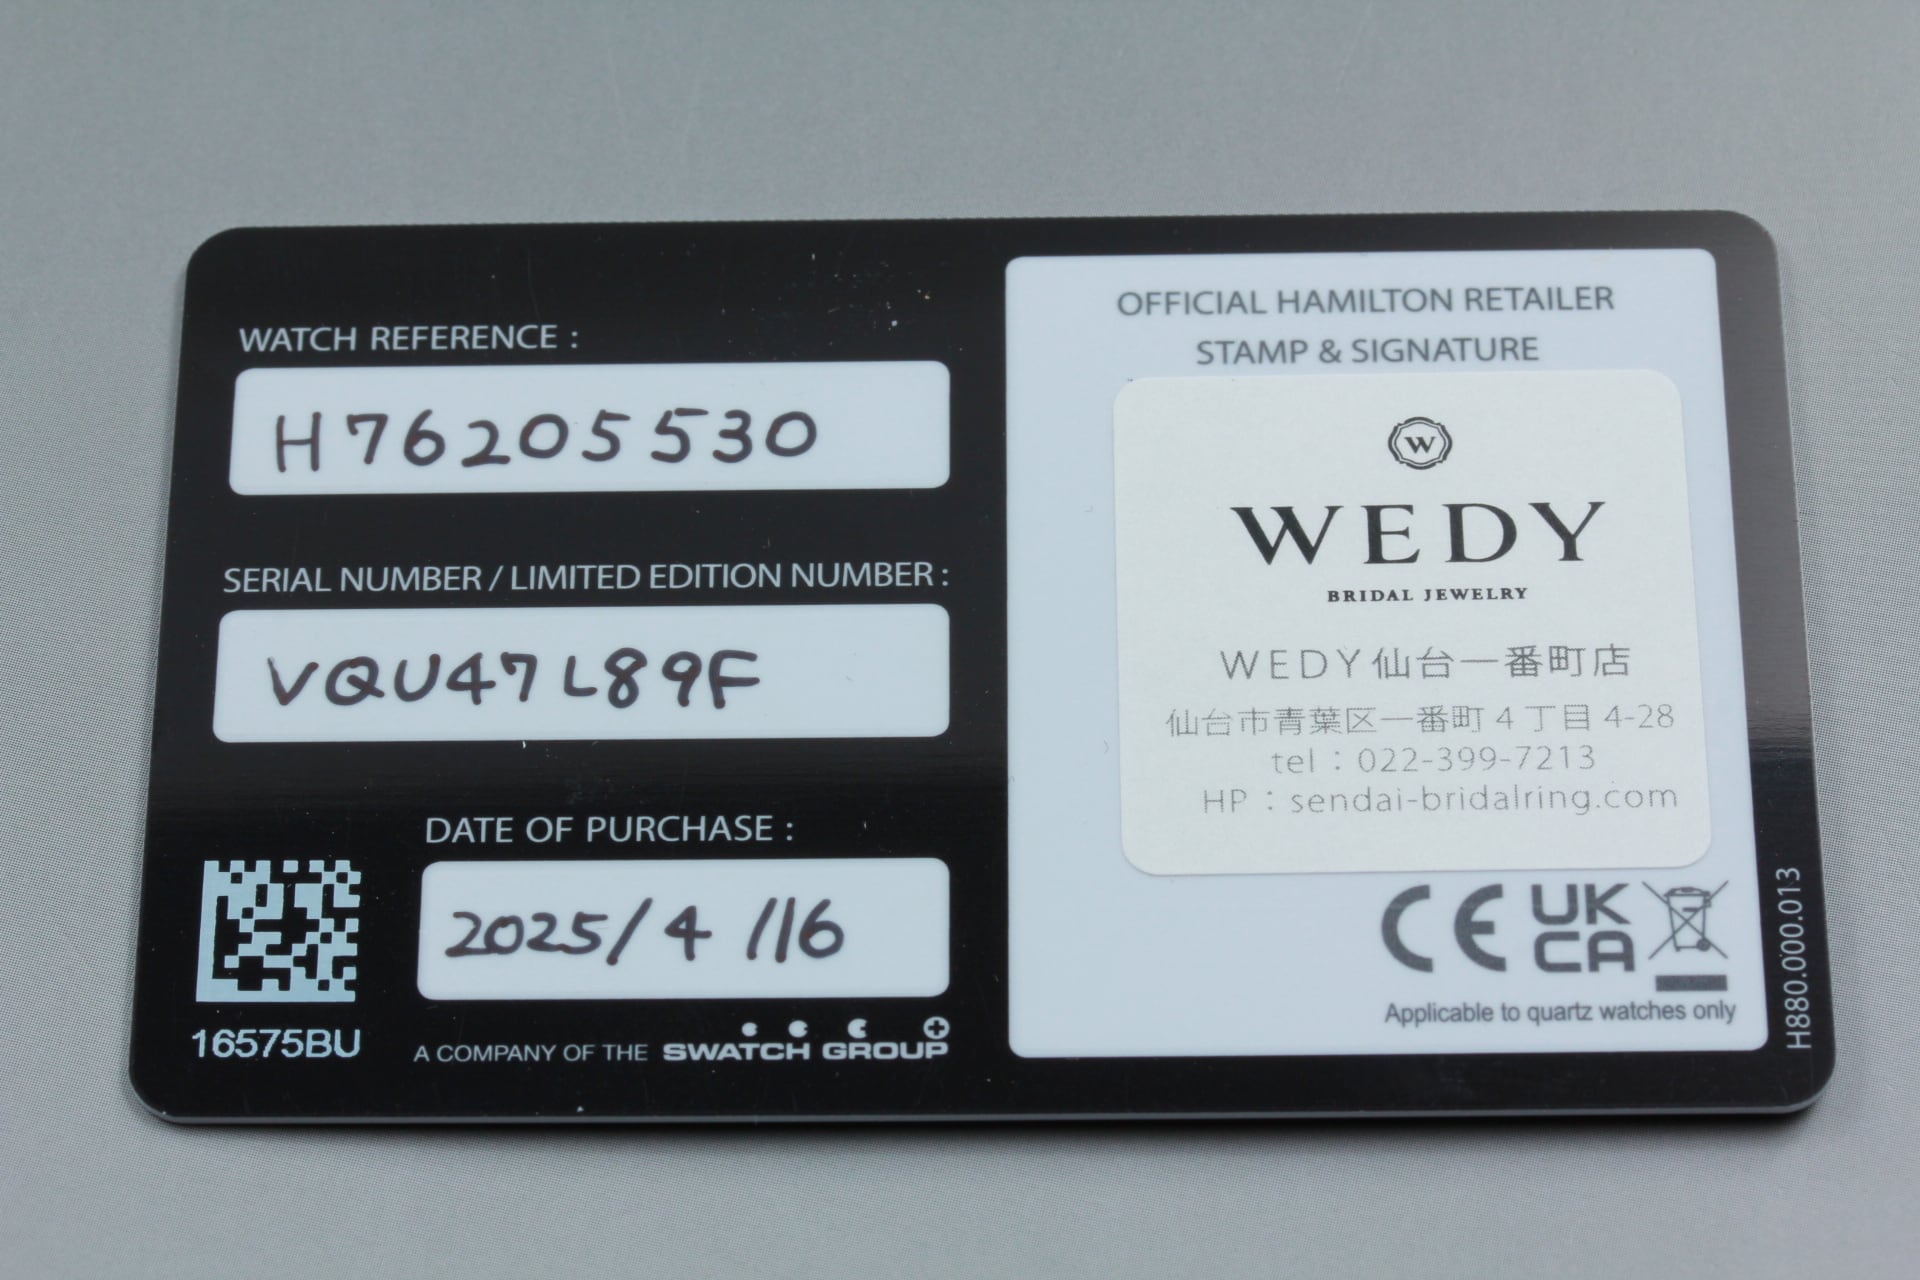 WATCH REFERENCE :
H76205530
SERIAL NUMBER / LIMITED EDITION NUMBER :
VQU47L89F
DATE OF PURCHASE :
2025/4/16
16575BU
A COMPANY OF THE SWATCH GROUP
OFFICIAL HAMILTON RETAILER
STAMP & SIGNATURE
W
WEDY
BRIDAL JEWELRY
WEDY仙台一番町店
仙台市青葉区一番町4丁目4-28
tel：022-399-7213
HP：sendai-bridalring.com
CE UK CA
Applicable to quartz watches only
H880.000.013